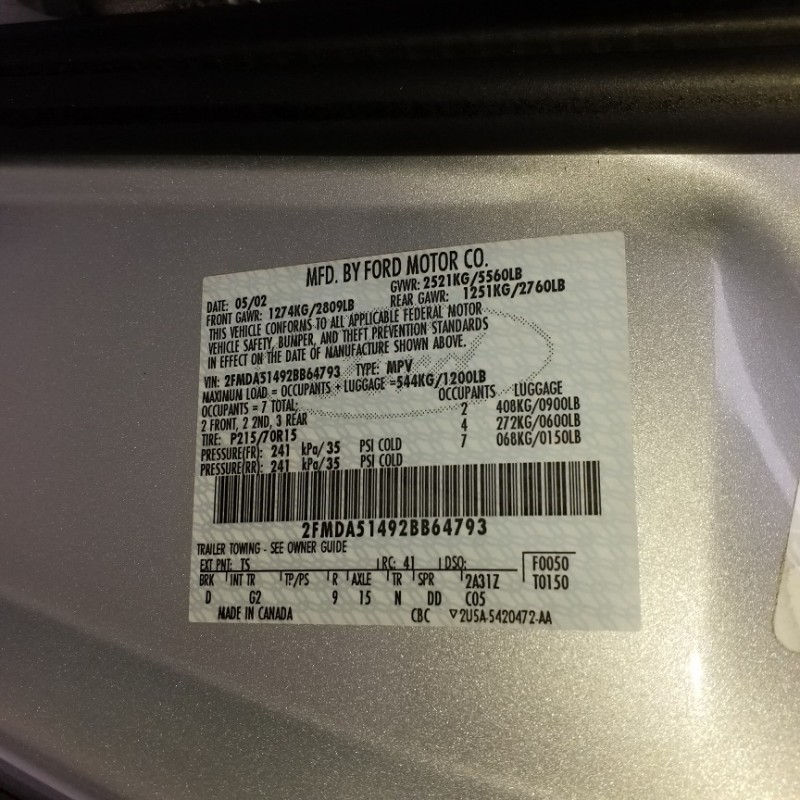 MFD. BY FORD MOTOR CO.
DATE: 05/02 GVWR: 2521KG/5560LB
FRONT GAWR: 1274KG/2809LB REAR GAWR: 1251KG/2760LB
THIS VEHICLE CONFORMS TO ALL APPLICABLE FEDERAL MOTOR
VEHICLE SAFETY, BUMPER, AND THEFT PREVENTION STANDARDS
IN EFFECT ON THE DATE OF MANUFACTURE SHOWN ABOVE.
VIN: 2FMDA51492BB64793 TYPE: MPV
MAXIMUM LOAD = OCCUPANTS + LUGGAGE =544KG/1200LB
OCCUPANTS = 7 TOTAL: OCCUPANTS LUGGAGE
2 FRONT, 2 2ND, 3 REAR 2 408KG/0900LB
TIRE: P215/70R15 4 272KG/0600LB
PRESSURE(FR): 241 kPa/35 PSI COLD 7 068KG/0150LB
PRESSURE(RR): 241 kPa/35 PSI COLD
2FMDA51492BB64793
TRAILER TOWING - SEE OWNER GUIDE
EXT PNT: TS RC: 41 DSO: F0050
BRK INT TR TP/PS R AXLE TR SPR 2A31Z T0150
D G2 9 15 N DD C05
MADE IN CANADA CBC ▽2U5A-5420472-AA